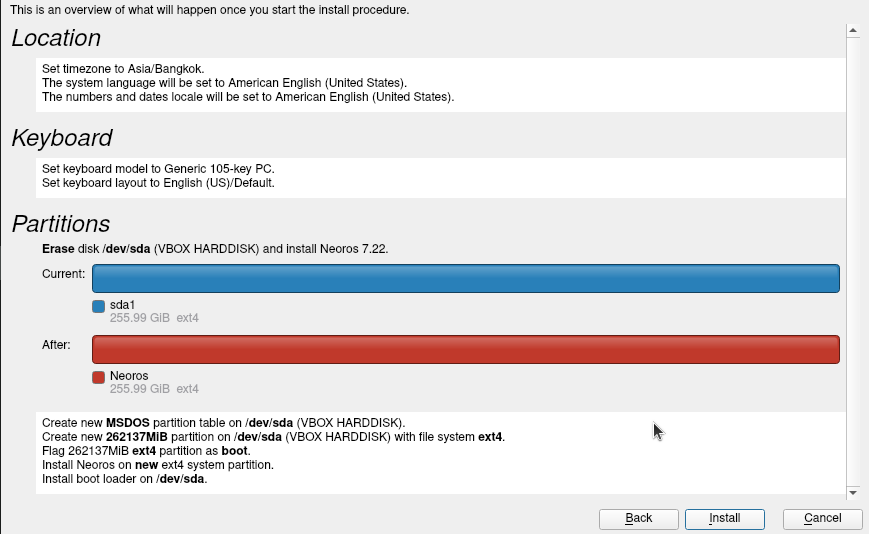 This is an overview of what will happen once you start the install procedure.
Location
Set timezone to Asia/Bangkok.
The system language will be set to American English (United States).
The numbers and dates locale will be set to American English (United States).
Keyboard
Set keyboard model to Generic 105-key PC.
Set keyboard layout to English (US)/Default.
Partitions
Erase disk /dev/sda (VBOX HARDDISK) and install Neoros 7.22.
Current:
sda1
255.99 GiB ext4
After:
Neoros
255.99 GiB ext4
Create new MSDOS partition table on /dev/sda (VBOX HARDDISK).
Create new 262137MiB partition on /dev/sda (VBOX HARDDISK) with file system ext4.
Flag 262137MiB ext4 partition as boot.
Install Neoros on new ext4 system partition.
Install boot loader on /dev/sda.
Back Install Cancel